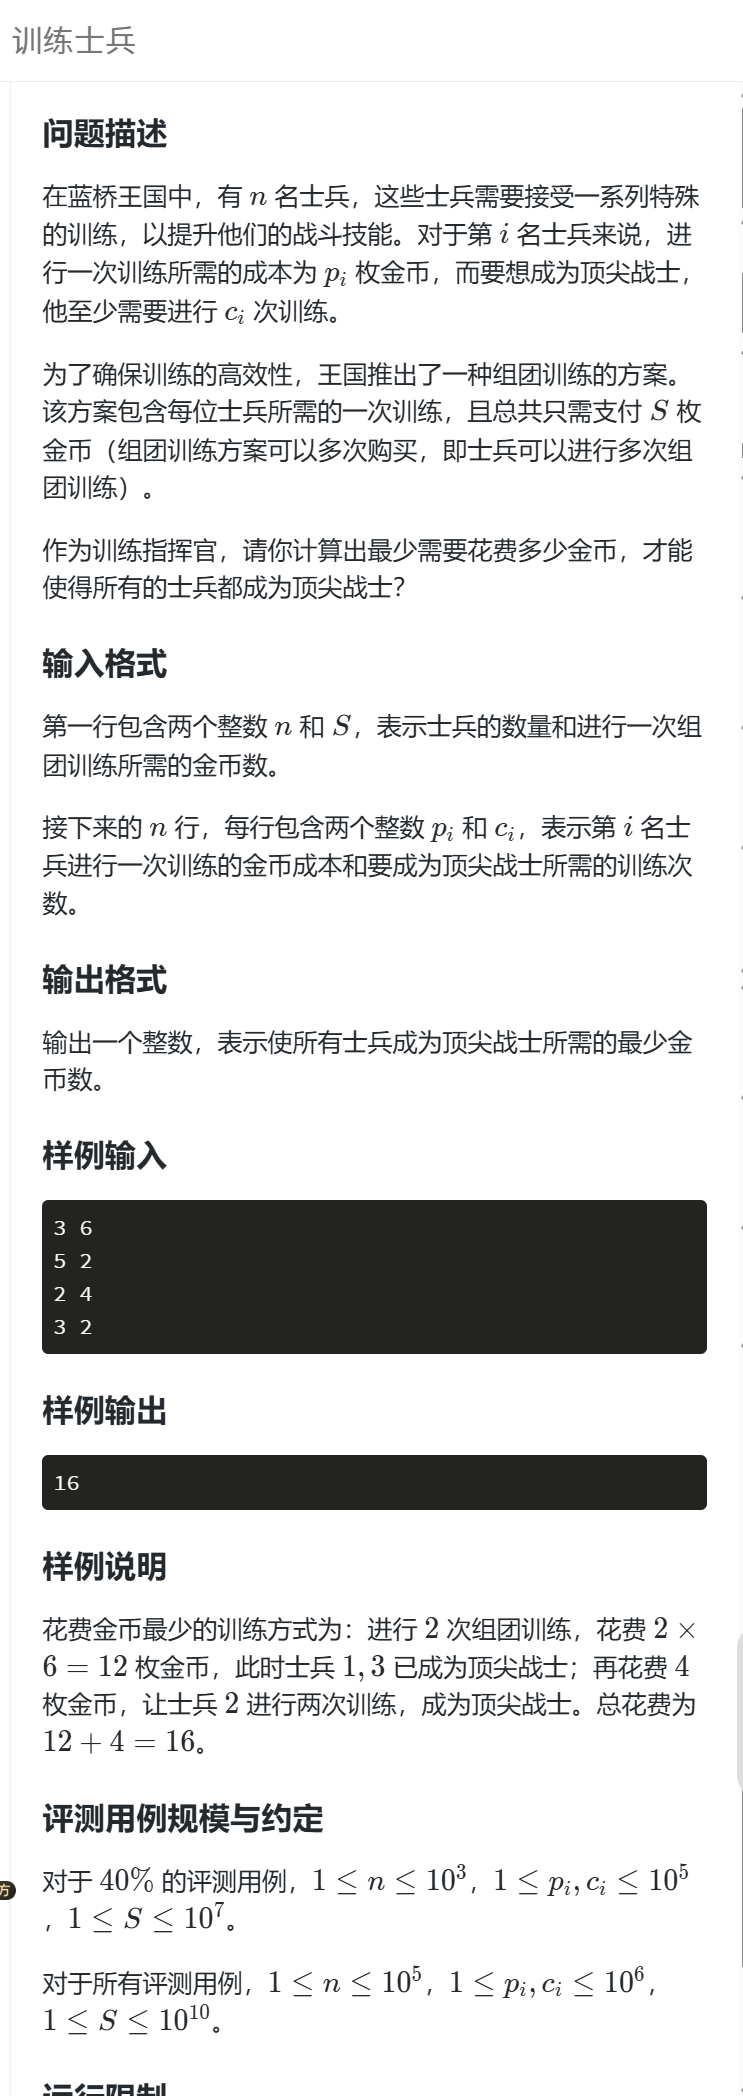 训练士兵
问题描述
在蓝桥王国中，有 n 名士兵，这些士兵需要接受一系列特殊
的训练，以提升他们的战斗技能。对于第 i 名士兵来说，进
行一次训练所需的成本为 p_i 枚金币，而要想成为顶尖战士，
他至少需要进行 c_i 次训练。
为了确保训练的高效性，王国推出了一种组团训练的方案。
该方案包含每位士兵所需的一次训练，且总共只需支付 S 枚
金币（组团训练方案可以多次购买，即士兵可以进行多次组
团训练）。
作为训练指挥官，请你计算出最少需要花费多少金币，才能
使得所有的士兵都成为顶尖战士？
输入格式
第一行包含两个整数 n 和 S，表示士兵的数量和进行一次组
团训练所需的金币数。
接下来的 n 行，每行包含两个整数 p_i 和 c_i，表示第 i 名士
兵进行一次训练的金币成本和要成为顶尖战士所需的训练次
数。
输出格式
输出一个整数，表示使所有士兵成为顶尖战士所需的最少金
币数。
样例输入
3 6
5 2
2 4
3 2
样例输出
16
样例说明
花费金币最少的训练方式为：进行 2 次组团训练，花费 2 ×
6 = 12 枚金币，此时士兵 1, 3 已成为顶尖战士；再花费 4
枚金币，让士兵 2 进行两次训练，成为顶尖战士。总花费为
12 + 4 = 16。
评测用例规模与约定
对于 40% 的评测用例，1 ≤ n ≤ 10^3，1 ≤ p_i, c_i ≤ 10^5
，1 ≤ S ≤ 10^7。
方
对于所有评测用例，1 ≤ n ≤ 10^5，1 ≤ p_i, c_i ≤ 10^6，
1 ≤ S ≤ 10^10。
运行限制